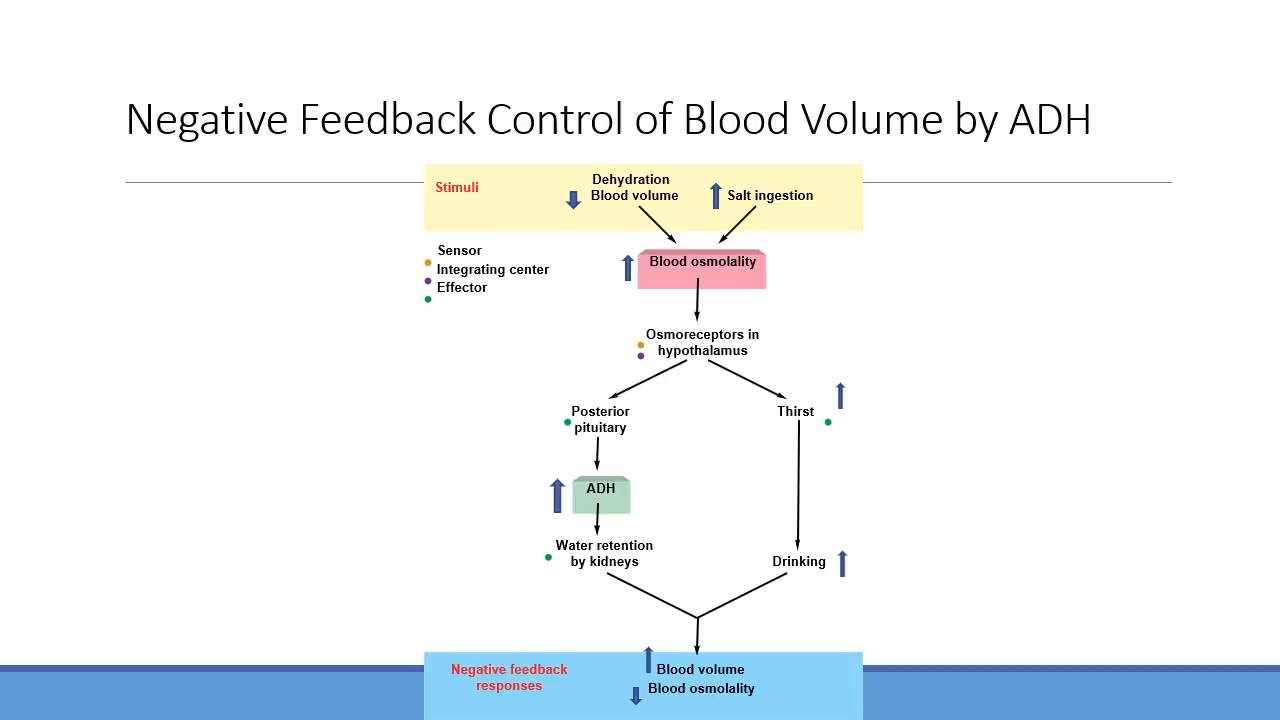 Negative Feedback Control of Blood Volume by ADH
Stimuli
Dehydration
Blood volume
Salt ingestion
Sensor
Integrating center
Effector
Blood osmolality
Osmoreceptors in
hypothalamus
Posterior
pituitary
Thirst
ADH
Water retention
by kidneys
Drinking
Negative feedback
responses
Blood volume
Blood osmolality